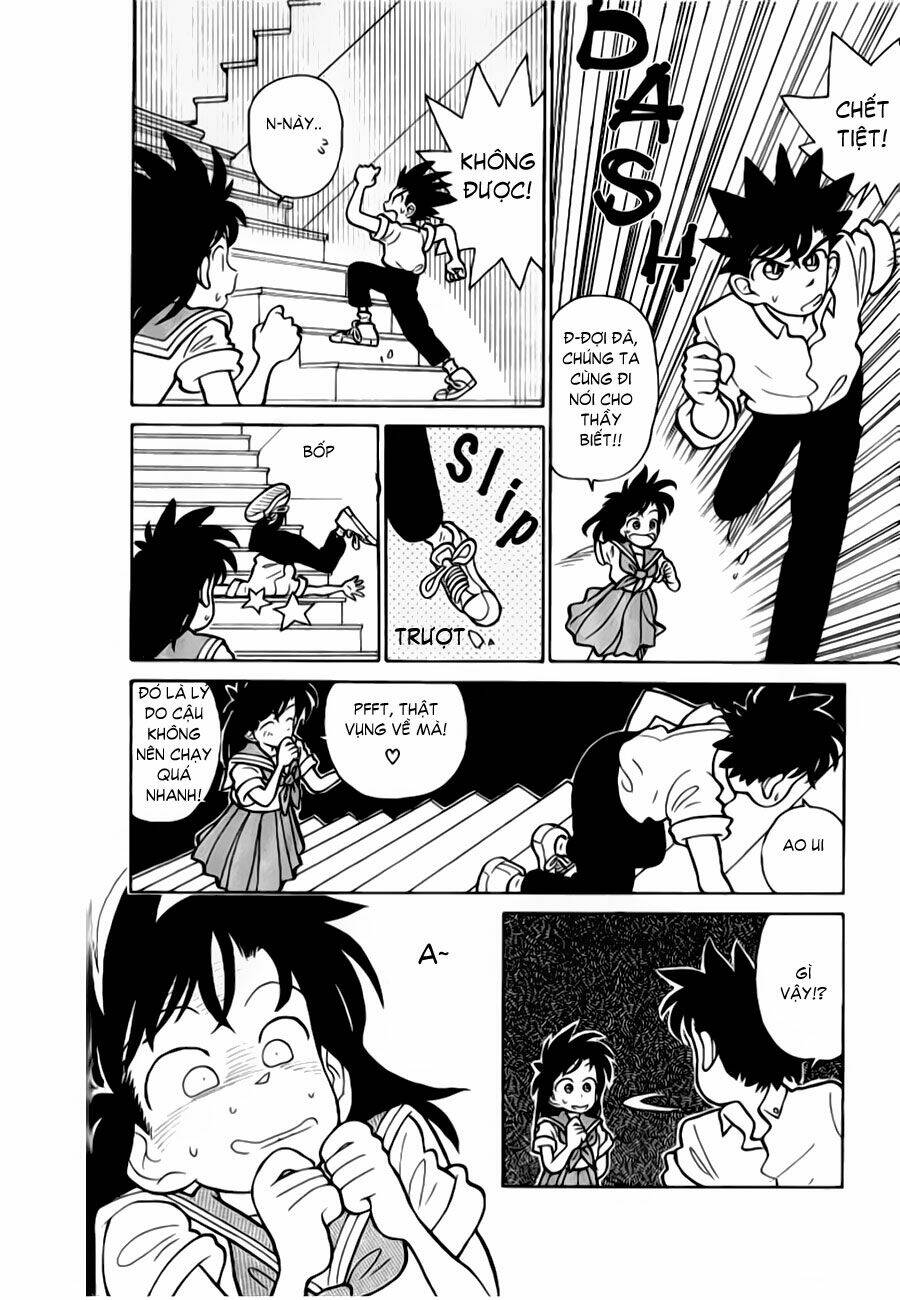 CHẾT
TIỆT!
DASH
Đ-ĐỢI ĐÃ,
CHÚNG TA
CÙNG ĐI
NÓI CHO
THẦY
BIẾT!!
KHÔNG
ĐƯỢC!
N-NÀY..
Slip
TRƯỢT
BỐP
AO UI
PFFT, THẬT
VỤNG VỀ MÀ!
♡
ĐÓ LÀ LÝ
DO CẬU
KHÔNG
NÊN CHẠY
QUÁ
NHANH!
GÌ
VẬY!?
A~